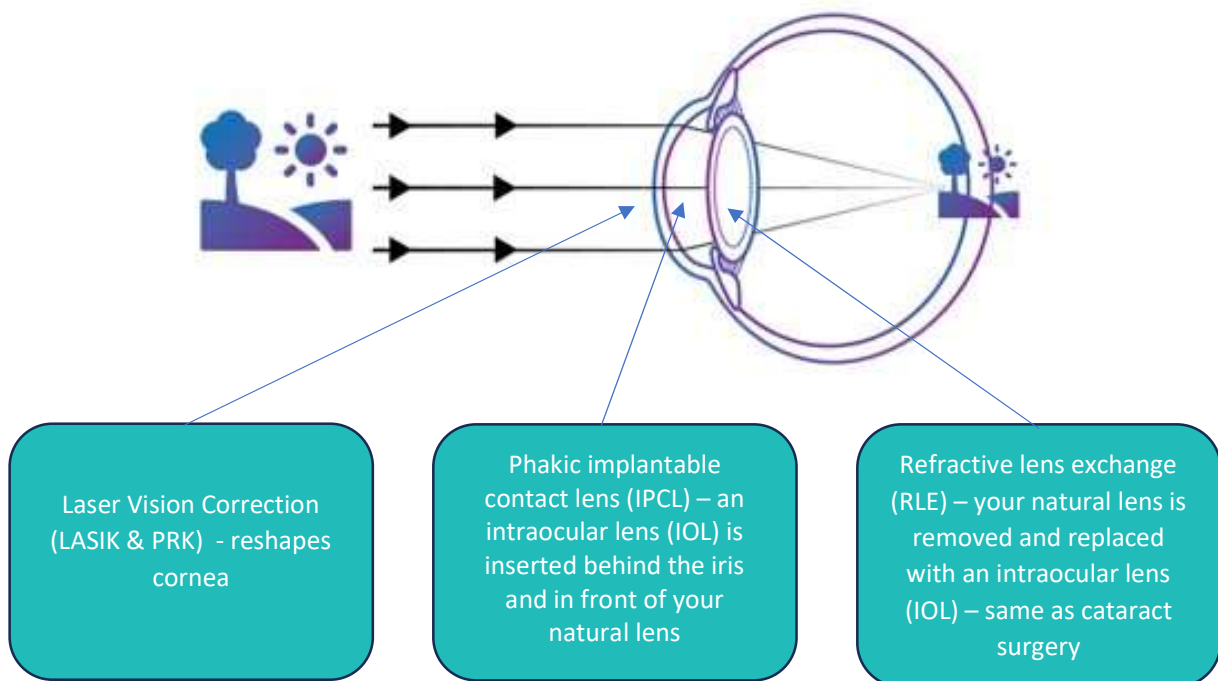 Laser Vision Correction
(LASIK & PRK)  - reshapes
cornea
Phakic implantable
contact lens (IPCL) – an
intraocular lens (IOL) is
inserted behind the iris
and in front of your
natural lens
Refractive lens exchange
(RLE) – your natural lens is
removed and replaced
with an intraocular lens
(IOL) – same as cataract
surgery